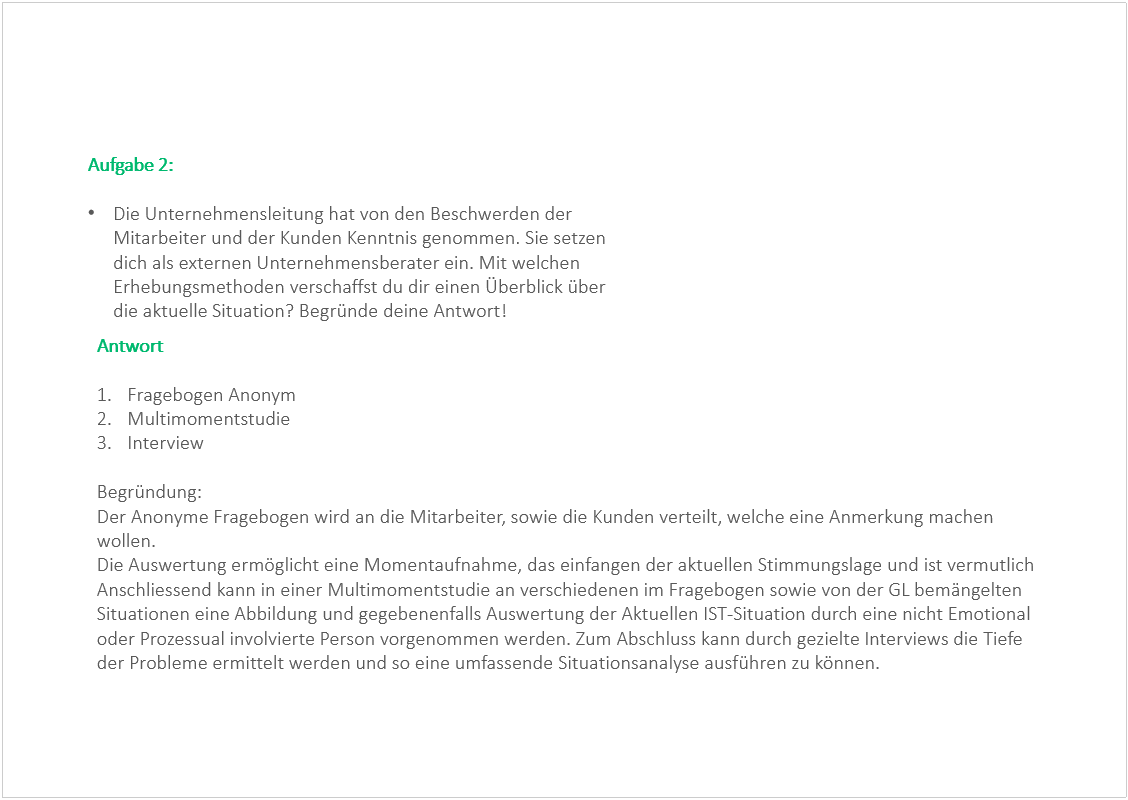 Aufgabe 2:
• Die Unternehmensleitung hat von den Beschwerden der
Mitarbeiter und der Kunden Kenntnis genommen. Sie setzen
dich als externen Unternehmensberater ein. Mit welchen
Erhebungsmethoden verschaffst du dir einen Überblick über
die aktuelle Situation? Begründe deine Antwort!
Antwort
1. Fragebogen Anonym
2. Multimomentstudie
3. Interview
Begründung:
Der Anonyme Fragebogen wird an die Mitarbeiter, sowie die Kunden verteilt, welche eine Anmerkung machen
wollen.
Die Auswertung ermöglicht eine Momentaufnahme, das einfangen der aktuellen Stimmungslage und ist vermutlich
Anschliessend kann in einer Multimomentstudie an verschiedenen im Fragebogen sowie von der GL bemängelten
Situationen eine Abbildung und gegebenenfalls Auswertung der Aktuellen IST-Situation durch eine nicht Emotional
oder Prozessual involvierte Person vorgenommen werden. Zum Abschluss kann durch gezielte Interviews die Tiefe
der Probleme ermittelt werden und so eine umfassende Situationsanalyse ausführen zu können.